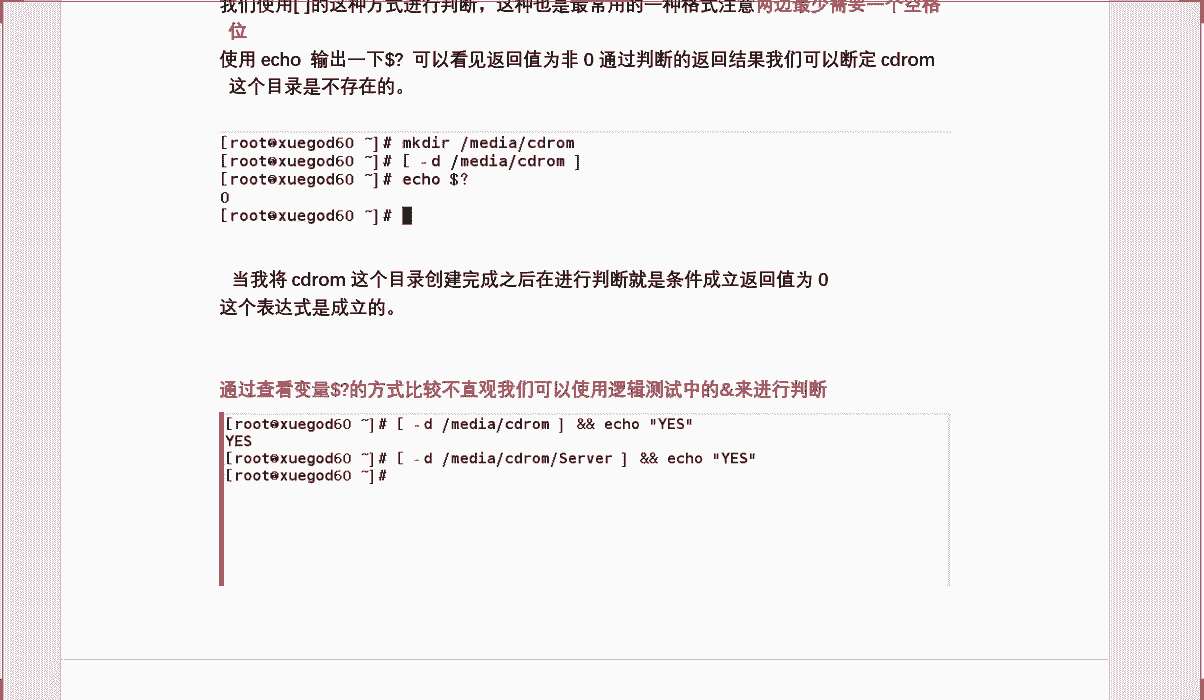 我们使用[ ]的这种方式进行判断，这种也是最常用的一种格式注意两边最少需要一个空格
位
使用 echo 输出一下$? 可以看见返回值为非 0 通过判断的返回结果我们可以断定 cdrom
这个目录是不存在的。
[root@xuegod60 ~]# mkdir /media/cdrom
[root@xuegod60 ~]# [ -d /media/cdrom ]
[root@xuegod60 ~]# echo $?
0
[root@xuegod60 ~]#
当我将 cdrom 这个目录创建完成之后在进行判断就是条件成立返回值为 0
这个表达式是成立的。
通过查看变量$?的方式比较不直观我们可以使用逻辑测试中的&来进行判断
[root@xuegod60 ~]# [ -d /media/cdrom ] && echo "YES"
YES
[root@xuegod60 ~]# [ -d /media/cdrom/Server ] && echo "YES"
[root@xuegod60 ~]#